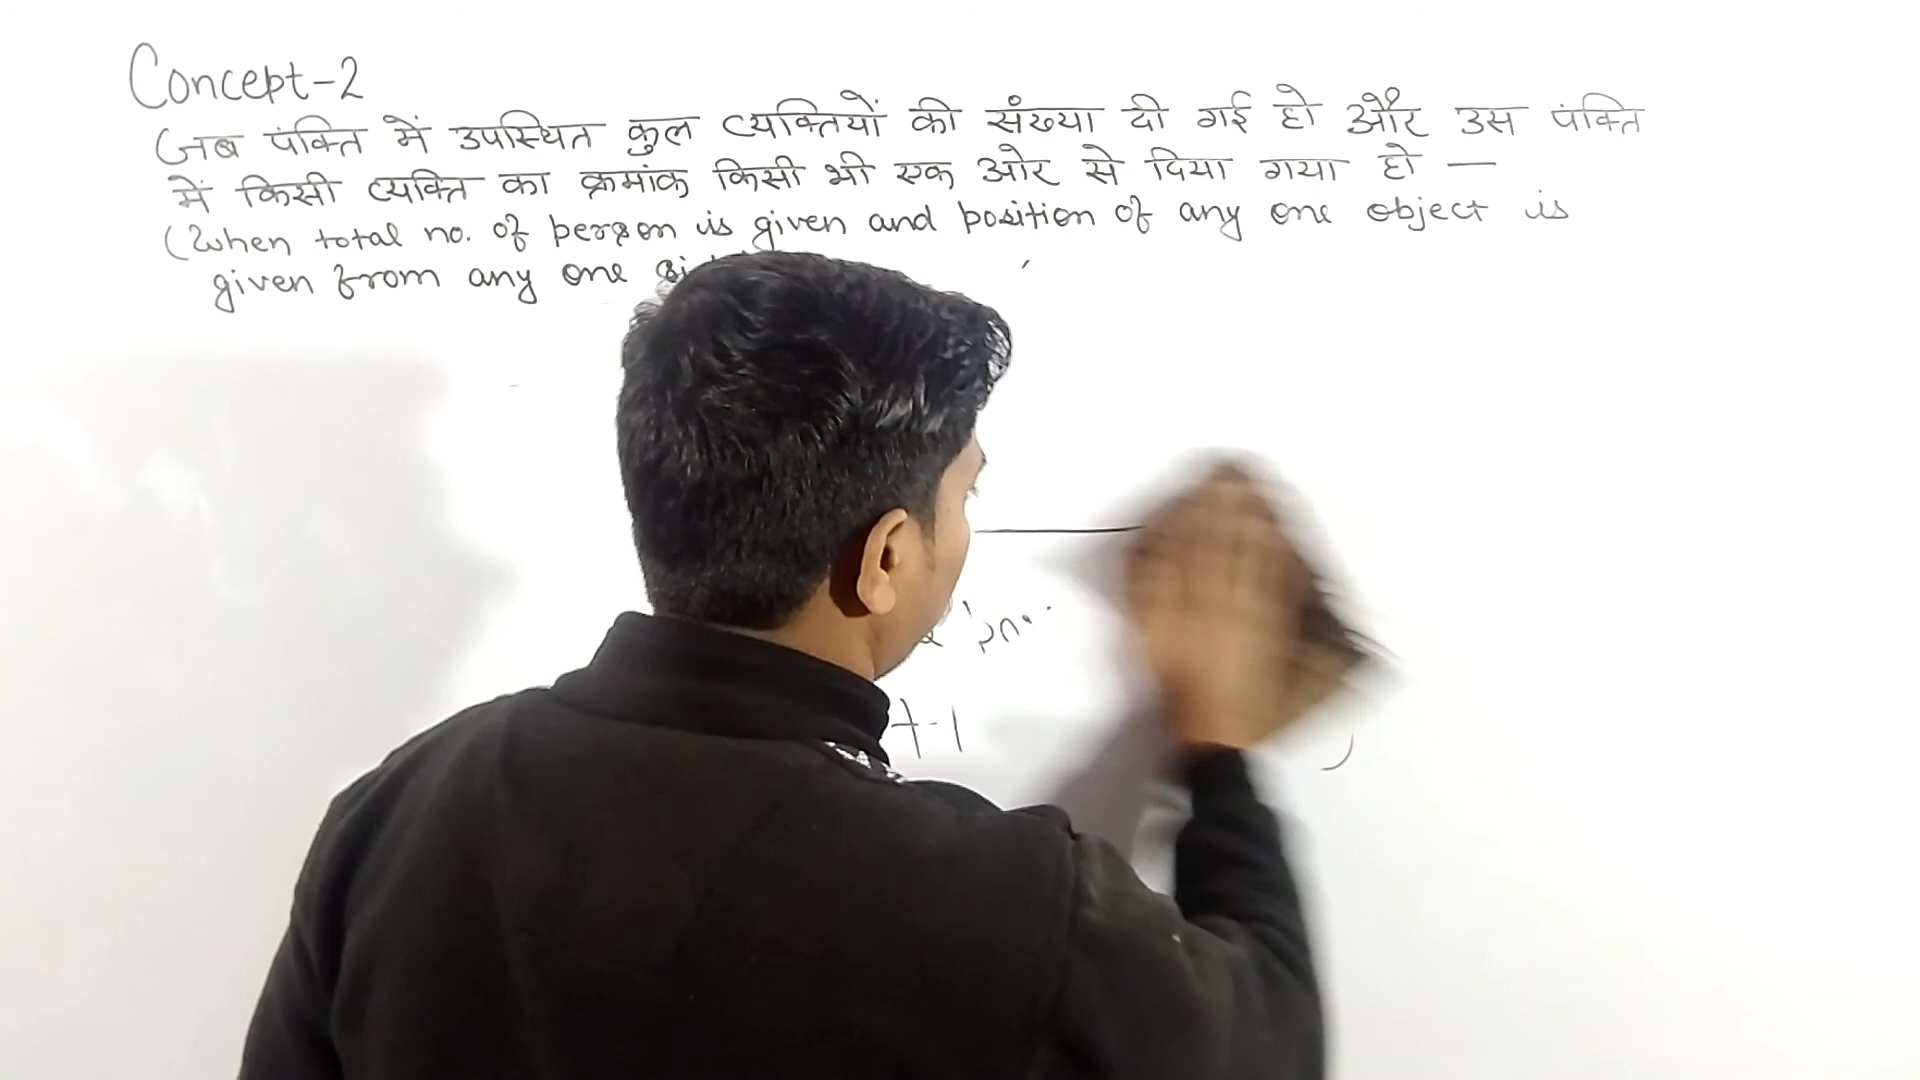 Concept-2
जब पंक्ति में उपस्थित कुल व्यक्तियों की संख्या दी गई हो और उस पंक्ति
में किसी व्यक्ति का क्रमांक किसी भी एक ओर से दिया गया हो —
(When total no. of person is given and position of any one object is
given from any one
+-1